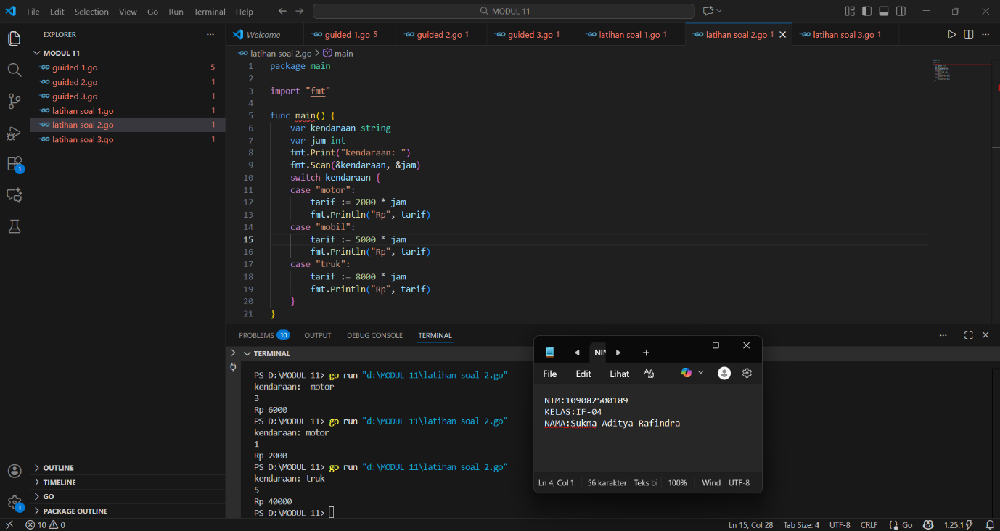 File Edit Selection View Go Run Terminal Help
MODUL 11
EXPLORER
MODUL 11
guided 1.go 5
guided 2.go 1
guided 3.go 1
latihan soal 1.go 1
latihan soal 2.go 1
latihan soal 3.go 1
OUTLINE
TIMELINE
GO
PACKAGE OUTLINE
1
1
Welcome
guided 1.go 5
guided 2.go 1
guided 3.go 1
latihan soal 1.go 1
latihan soal 2.go 1
latihan soal 3.go 1
latihan soal 2.go > main
1 package main
2
3 import "fmt"
4
5 func main() {
6 var kendaraan string
7 var jam int
8 fmt.Print("kendaraan: ")
9 fmt.Scan(&kendaraan, &jam)
10 switch kendaraan {
11 case "motor":
12 tarif := 2000 * jam
13 fmt.Println("Rp", tarif)
14 case "mobil":
15 tarif := 5000 * jam
16 fmt.Println("Rp", tarif)
17 case "truk":
18 tarif := 8000 * jam
19 fmt.Println("Rp", tarif)
20 }
21 }
PROBLEMS 10 OUTPUT DEBUG CONSOLE TERMINAL
TERMINAL
PS D:\MODUL 11> go run "d:\MODUL 11\latihan soal 2.go"
kendaraan:  motor
3
Rp 6000
PS D:\MODUL 11> go run "d:\MODUL 11\latihan soal 2.go"
kendaraan: motor
1
Rp 2000
PS D:\MODUL 11> go run "d:\MODUL 11\latihan soal 2.go"
kendaraan: truk
5
Rp 40000
PS D:\MODUL 11>
NIM
File Edit Lihat
NIM:109082500189
KELAS:IF-04
NAMA:Sukma Aditya Rafindra
Ln 4, Col 1 56 karakter Teks bi 100% Wind UTF-8
10 0 Ln 15, Col 28 Tab Size: 4 UTF-8 CRLF Go 1.25.1